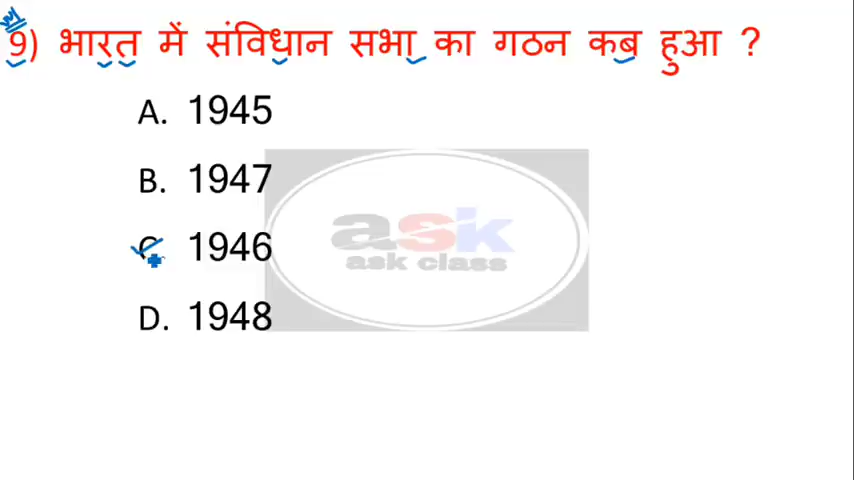 9) भारत में संविधान सभा का गठन कब हुआ ?
A. 1945
B. 1947
C. 1946
D. 1948
ask
ask class